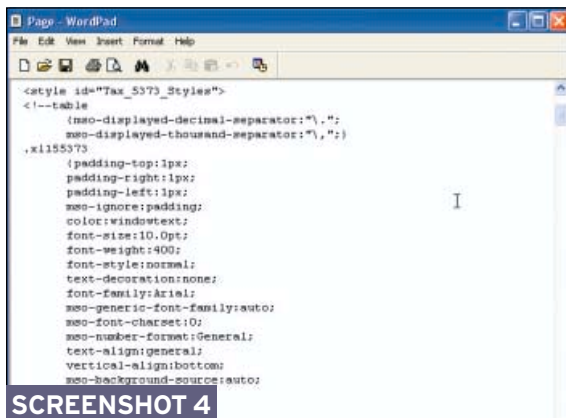 Page - WordPad
File Edit View Insert Format Help
<style id="Tax_5373_Styles">
<!--table
{mso-displayed-decimal-separator:"\.";
mso-displayed-thousand-separator:"\,";}
.xl155373
{padding-top:1px;
padding-right:1px;
padding-left:1px;
mso-ignore:padding;
color:windowtext;
font-size:10.0pt;
font-weight:400;
font-style:normal;
text-decoration:none;
font-family:Arial;
mso-generic-font-family:auto;
mso-font-charset:0;
mso-number-format:General;
text-align:general;
vertical-align:bottom;
mso-background-source:auto;
SCREENSHOT 4